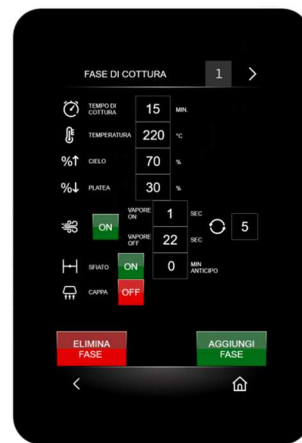 FASE DI COTTURA 1 >
TEMPO DI COTTURA 15 MIN.
TEMPERATURA 220 °C
%↑ CIELO 70 %
%↓ PLATEA 30 %
ON VAPORE ON 1 SEC
VAPORE OFF 22 SEC 5
SFIATO ON 0 MIN ANTICIPO
CAPPA OFF
ELIMINA FASE AGGIUNGI FASE
<